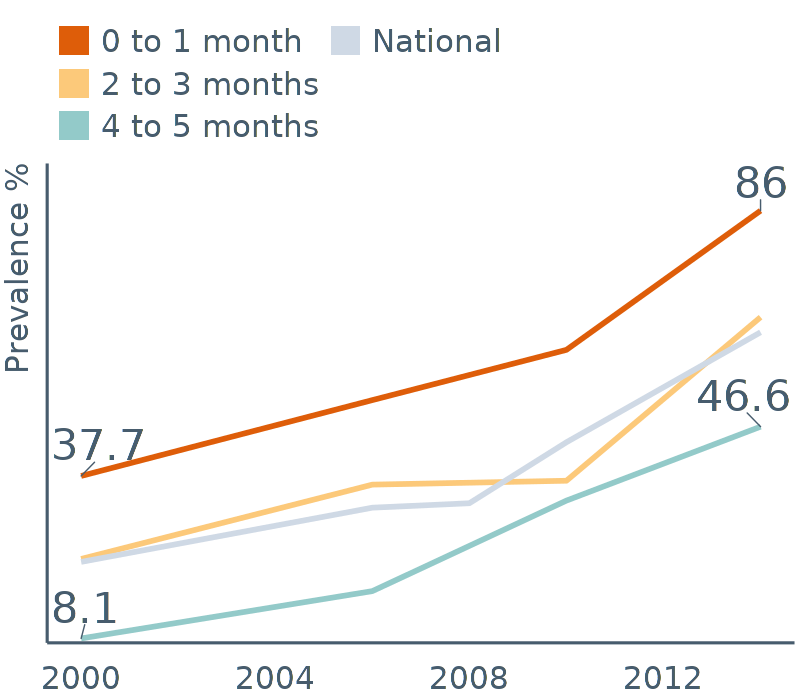 0 to 1 month National
2 to 3 months
4 to 5 months
Prevalence %
86
46.6
37.7
8.1
2000 2004 2008 2012